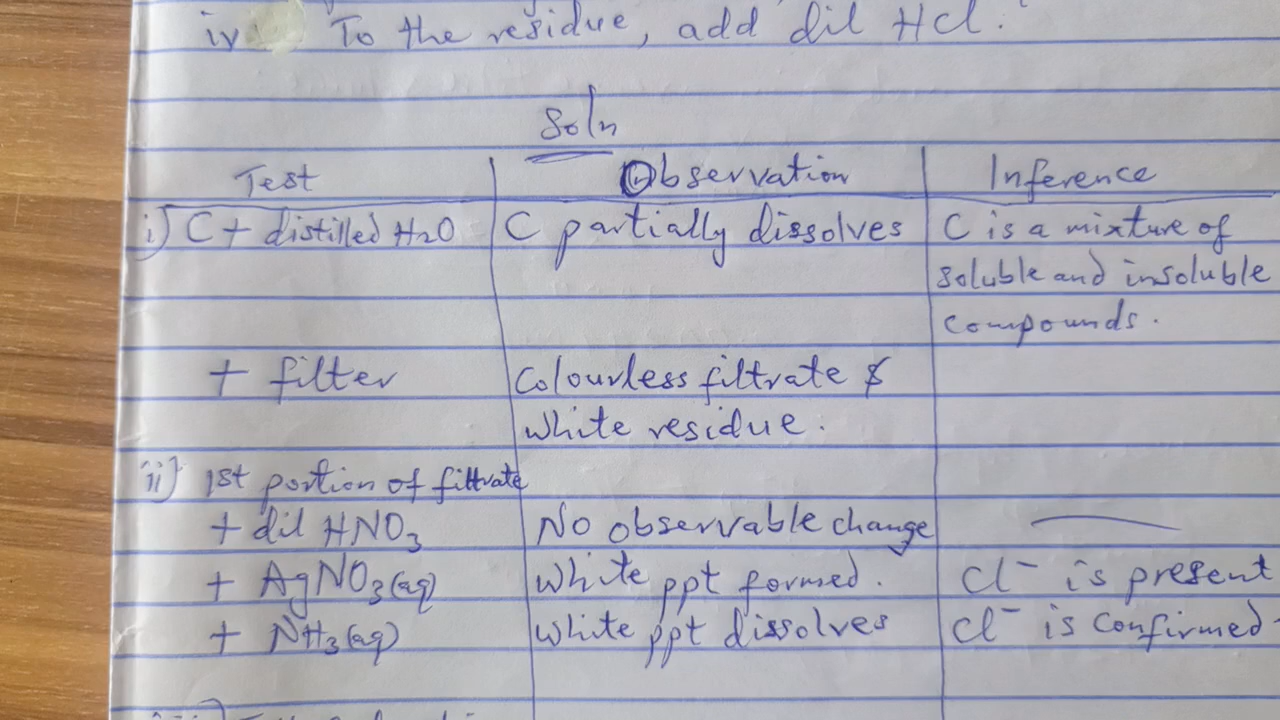 iv To the residue, add dil HCl.
Soln
Test Observation Inference
i) C + distilled H2O C partially dissolves C is a mixture of
soluble and insoluble
compounds.
+ filter Colourless filtrate &
white residue.
ii) 1st portion of filtrate
+ dil HNO3 No observable change —
+ AgNO3(aq) white ppt formed. Cl⁻ is present
+ NH3(aq) white ppt dissolves Cl⁻ is confirmed.